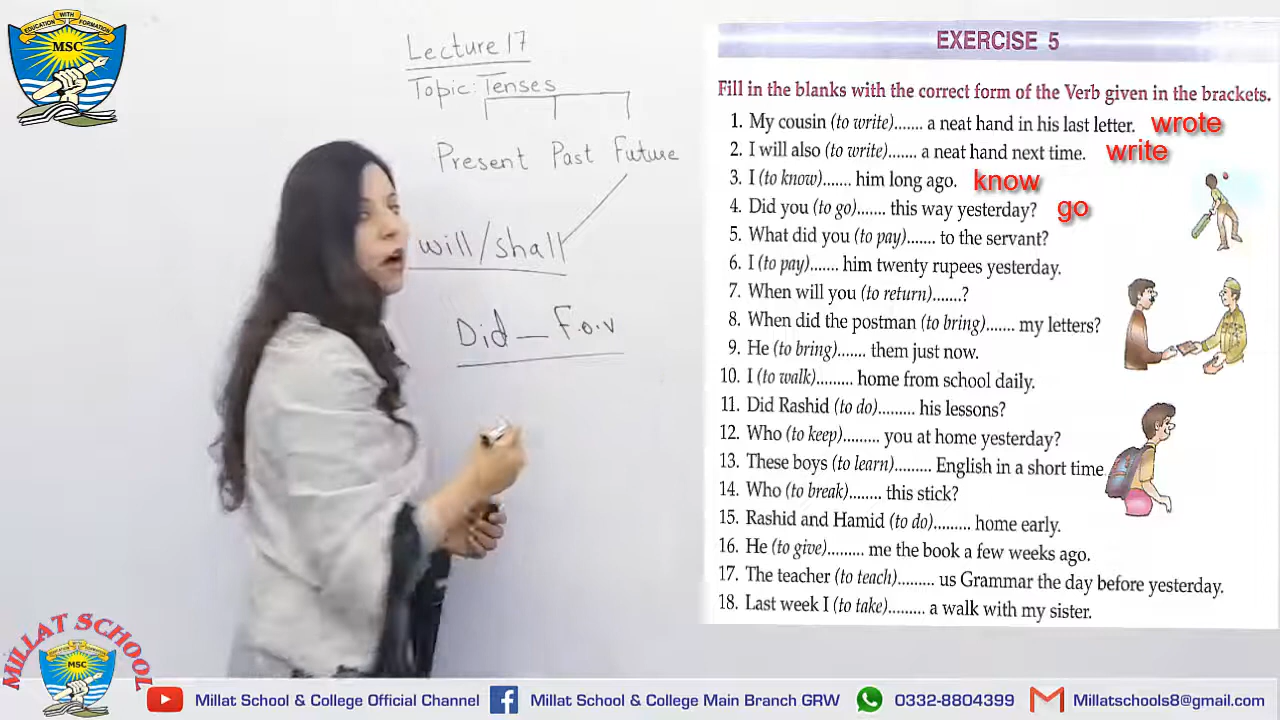 EDUCATION WITH FORMATION
MSC
Lecture 17
Topic: Tenses
Present Past Future
will/shall
Did — F.o.v
EXERCISE 5
Fill in the blanks with the correct form of the Verb given in the brackets.
1. My cousin (to write)....... a neat hand in his last letter. wrote
2. I will also (to write)....... a neat hand next time. write
3. I (to know)....... him long ago. know
4. Did you (to go)....... this way yesterday? go
5. What did you (to pay)....... to the servant?
6. I (to pay)....... him twenty rupees yesterday.
7. When will you (to return).......?
8. When did the postman (to bring)....... my letters?
9. He (to bring)....... them just now.
10. I (to walk)......... home from school daily.
11. Did Rashid (to do)......... his lessons?
12. Who (to keep)......... you at home yesterday?
13. These boys (to learn)......... English in a short time
14. Who (to break)......... this stick?
15. Rashid and Hamid (to do)......... home early.
16. He (to give)......... me the book a few weeks ago.
17. The teacher (to teach)......... us Grammar the day before yesterday.
18. Last week I (to take)......... a walk with my sister.
MILLAT SCHOOL
MSC
Millat School & College Official Channel
Millat School & College Main Branch GRW
0332-8804399
Millatschools8@gmail.com